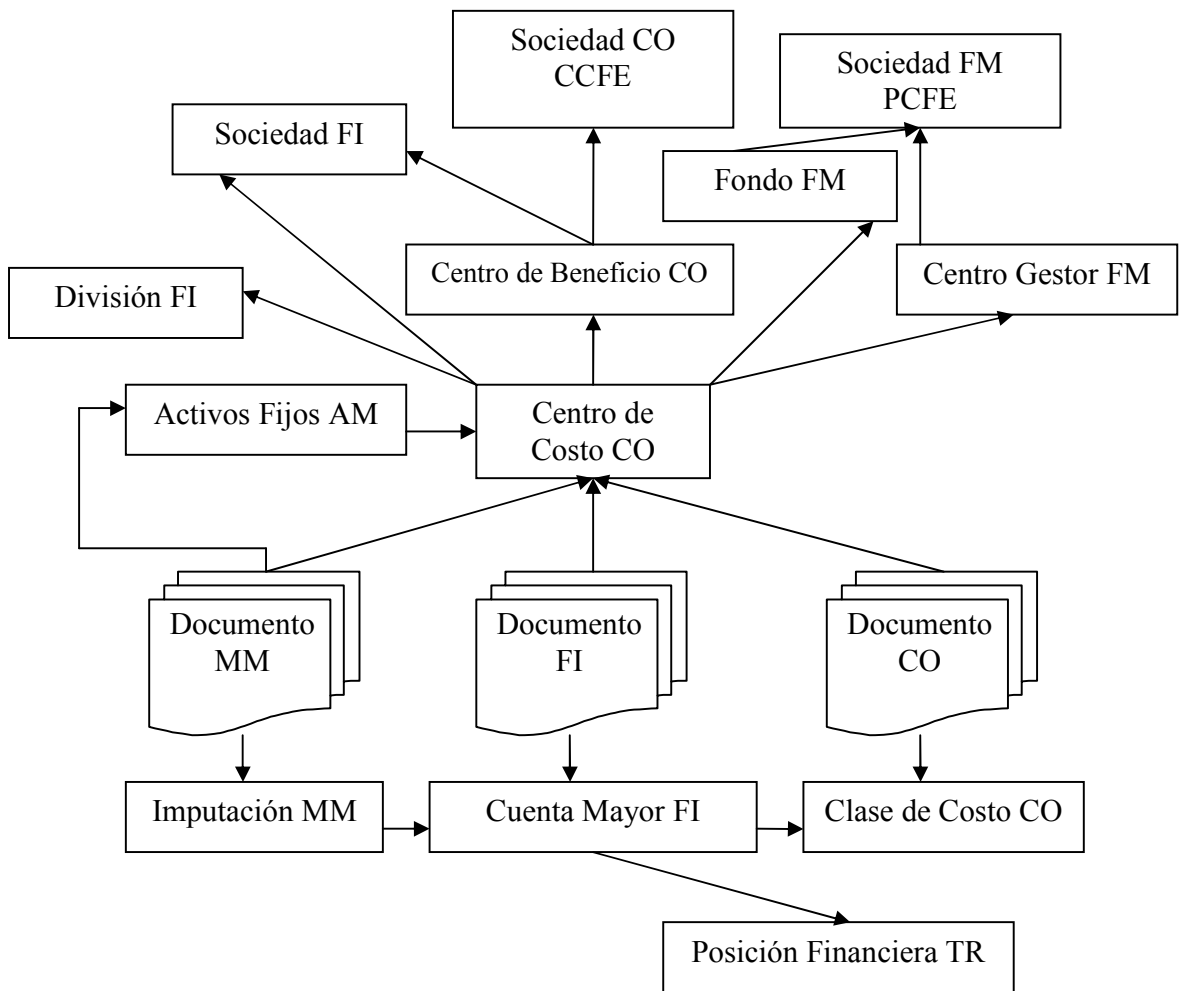 Sociedad CO
CCFE
Sociedad FM
PCFE
Sociedad FI
Fondo FM
Centro de Beneficio CO
Centro Gestor FM
División FI
Activos Fijos AM
Centro de
Costo CO
Documento
MM
Documento
FI
Documento
CO
Imputación MM
Cuenta Mayor FI
Clase de Costo CO
Posición Financiera TR